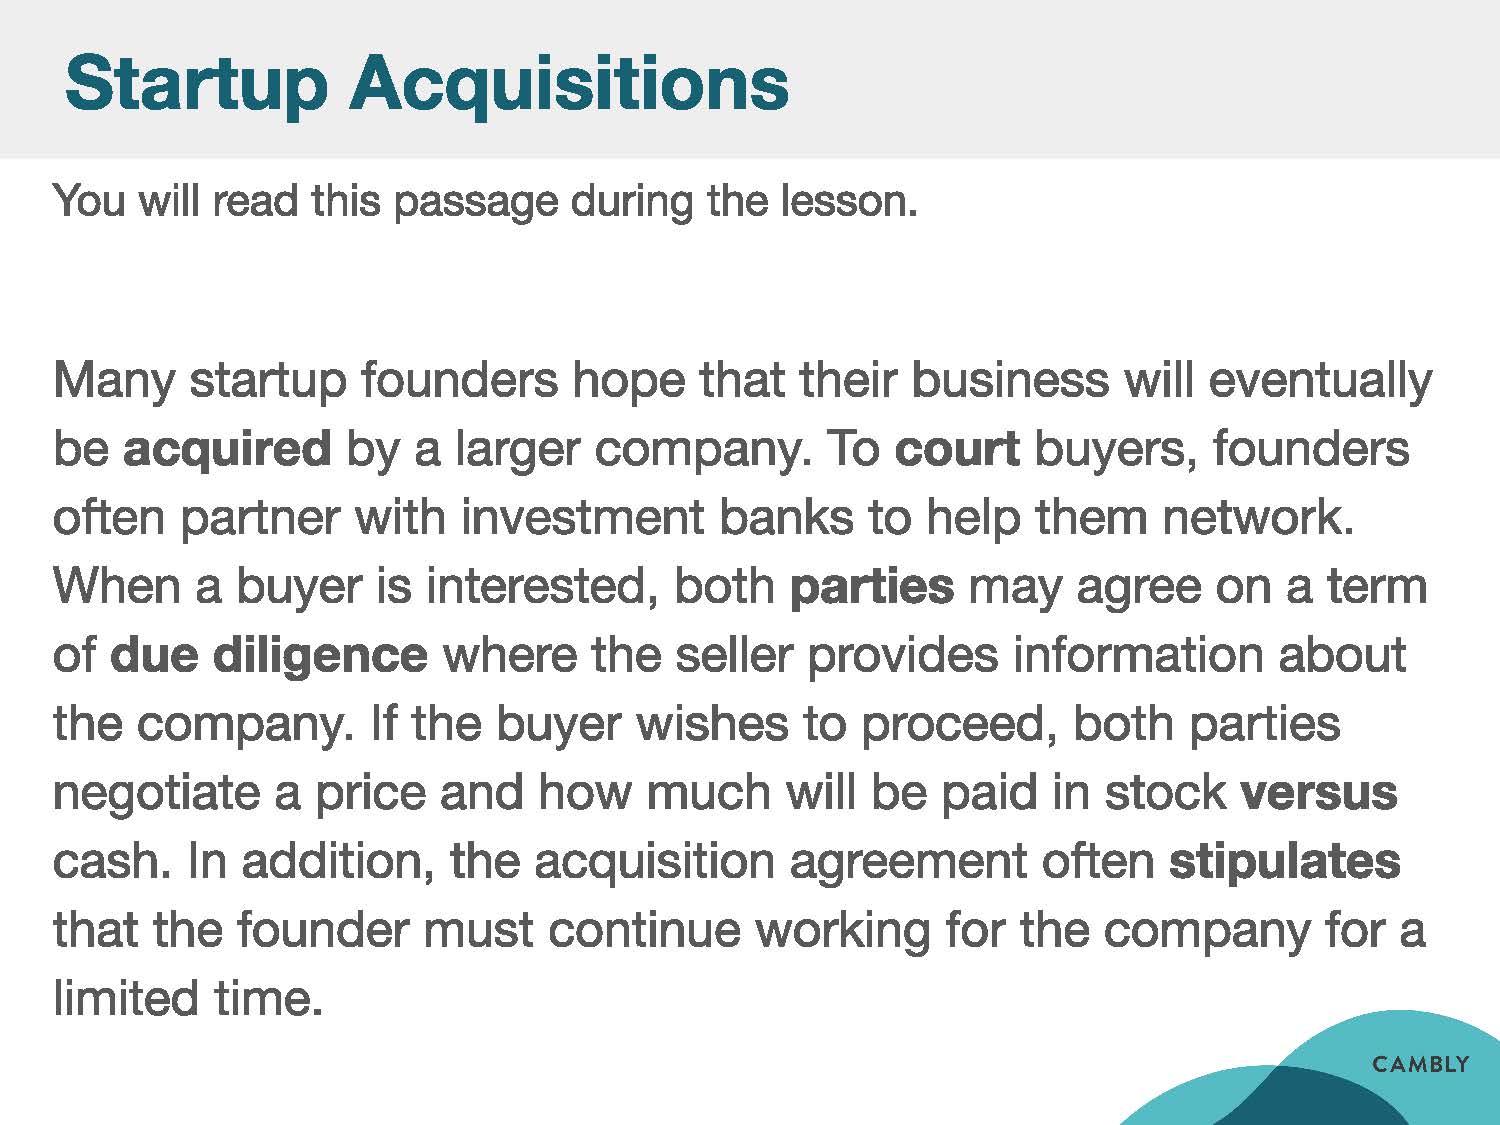 Startup Acquisitions
You will read this passage during the lesson.
Many startup founders hope that their business will eventually
be acquired by a larger company. To court buyers, founders
often partner with investment banks to help them network.
When a buyer is interested, both parties may agree on a term
of due diligence where the seller provides information about
the company. If the buyer wishes to proceed, both parties
negotiate a price and how much will be paid in stock versus
cash. In addition, the acquisition agreement often stipulates
that the founder must continue working for the company for a
limited time.
CAMBLY